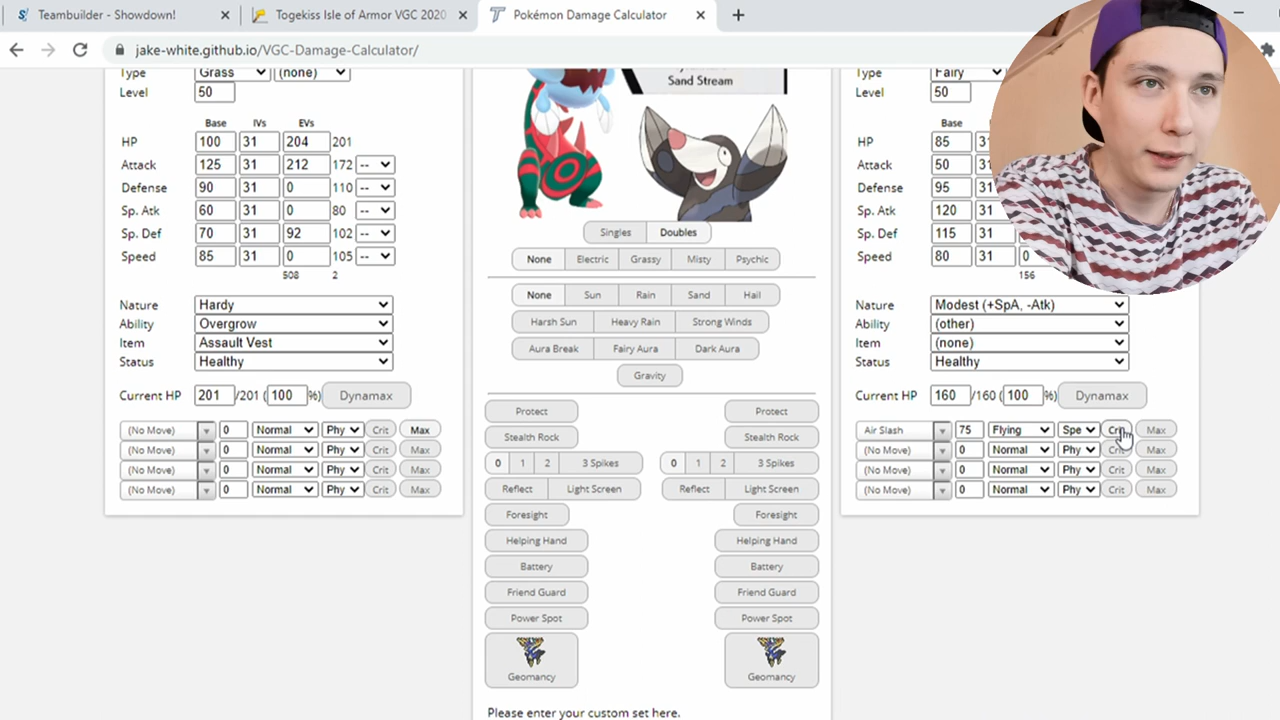 Teambuilder - Showdown!
Togekiss Isle of Armor VGC 2020
Pokémon Damage Calculator
jake-white.github.io/VGC-Damage-Calculator/
Type Grass (none)
Level 50
Base IVs EVs
HP 100 31 204 201
Attack 125 31 212 172 --
Defense 90 31 0 110 --
Sp. Atk 60 31 0 80 --
Sp. Def 70 31 92 102 --
Speed 85 31 0 105 --
508 2
Nature Hardy
Ability Overgrow
Item Assault Vest
Status Healthy
Current HP 201 /201 ( 100 %) Dynamax
(No Move) 0 Normal Phy Crit Max
(No Move) 0 Normal Phy Crit Max
(No Move) 0 Normal Phy Crit Max
(No Move) 0 Normal Phy Crit Max
Sand Stream
Singles Doubles
None Electric Grassy Misty Psychic
None Sun Rain Sand Hail
Harsh Sun Heavy Rain Strong Winds
Aura Break Fairy Aura Dark Aura
Gravity
Protect Protect
Stealth Rock Stealth Rock
0 1 2 3 Spikes 0 1 2 3 Spikes
Reflect Light Screen Reflect Light Screen
Foresight Foresight
Helping Hand Helping Hand
Battery Battery
Friend Guard Friend Guard
Power Spot Power Spot
Geomancy Geomancy
Please enter your custom set here.
Type Fairy
Level 50
Base
HP 85
Attack 50
Defense 95
Sp. Atk 120 31
Sp. Def 115 31
Speed 80 31 0
156
Nature Modest (+SpA, -Atk)
Ability (other)
Item (none)
Status Healthy
Current HP 160 /160 ( 100 %) Dynamax
Air Slash 75 Flying Spe Max
(No Move) 0 Normal Phy Crit Max
(No Move) 0 Normal Phy Crit Max
(No Move) 0 Normal Phy Crit Max